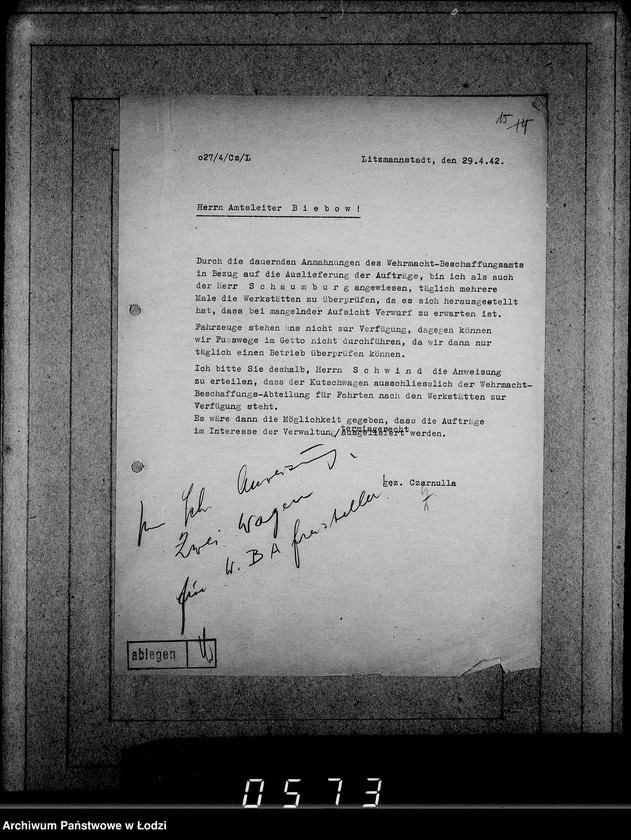 15
14
o27/4/Cz/L
Litzmannstadt, den 29.4.42.
Herrn Amtsleiter B i e b o w !
Durch die dauernden Anmahnungen des Wehrmacht-Beschaffungsamts
in Bezug auf die Auslieferung der Aufträge, bin ich als auch
der Herr S c h a u m b u r g angewiesen, täglich mehrere
Male die Werkstätten zu überprüfen, da es sich herausgestellt
hat, dass bei mangelnder Aufsicht Verwurf zu erwarten ist.
Fahrzeuge stehen uns nicht zur Verfügung, dagegen können
wir Fusswege im Getto nicht durchführen, da wir dann nur
täglich einen Betrieb überprüfen können.
Ich bitte Sie deshalb, Herrn S c h w i n d die Anweisung
zu erteilen, dass der Kutschwagen ausschliesslich der Wehrmacht-
Beschaffungs-Abteilung für Fahrten nach den Werkstätten zur
Verfügung steht.
Es wäre dann die Möglichkeit gegeben, dass die Aufträge
termingerecht
im Interesse der Verwaltung/ausgeliefert werden.
gez. Czarnulla
Sch. Anweisung,
Zwei Wagen
für W.BA freistellen!
ablegen
0573
Archiwum Państwowe w Łodzi